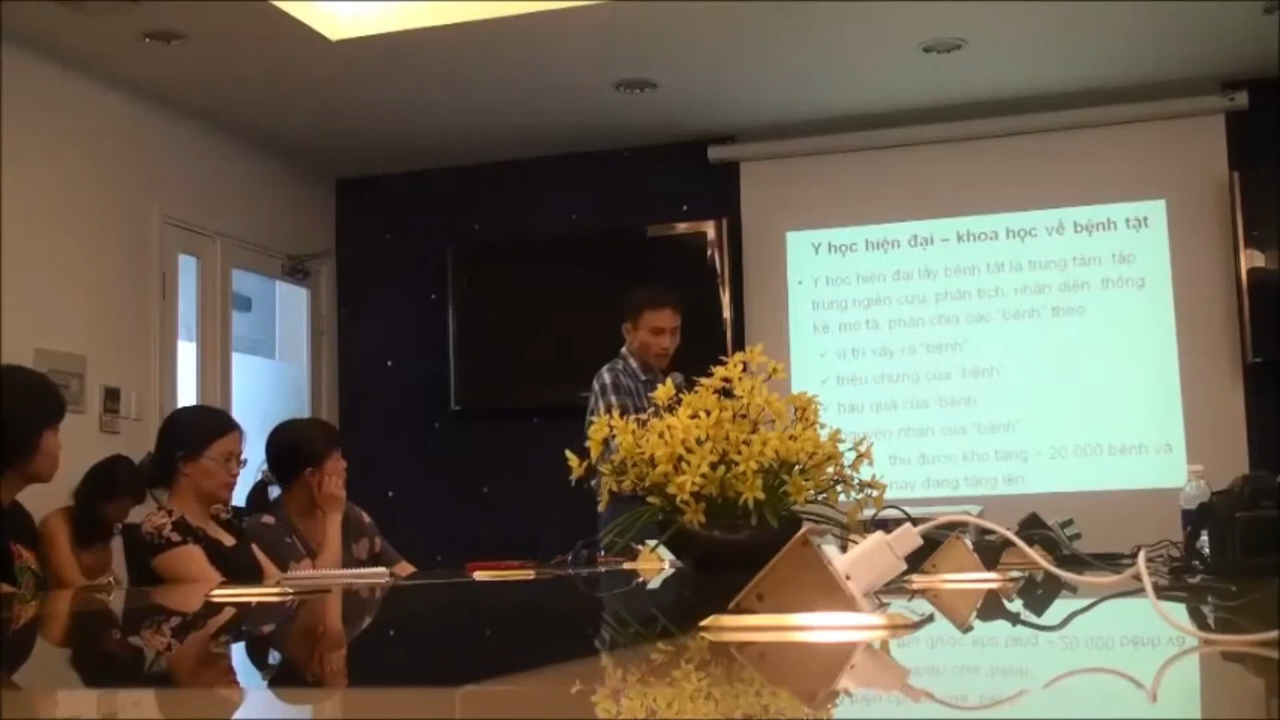 Y học hiện đại – khoa học về bệnh tật
Y học hiện đại lấy bệnh tật là trung tâm, tập
trung ngiên cứu, phân tích, nhận diện, thống
kê, mô tả, phân chia các "bệnh" theo
✓ vị trí xảy ra "bệnh"
✓ triệu chứng của "bệnh"
✓ hậu quả của "bệnh
nguyên nhân của "bệnh"
thu được kho tàng ~ 20 000 bệnh và
này đang tăng lên